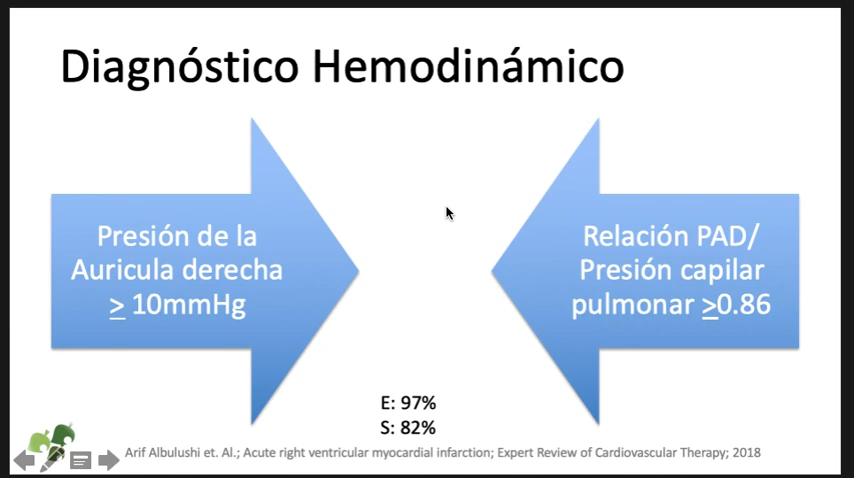 Diagnóstico Hemodinámico
Presión de la
Auricula derecha
≥ 10mmHg
Relación PAD/
Presión capilar
pulmonar ≥0.86
E: 97%
S: 82%
Arif Albulushi et. Al.; Acute right ventricular myocardial infarction; Expert Review of Cardiovascular Therapy; 2018